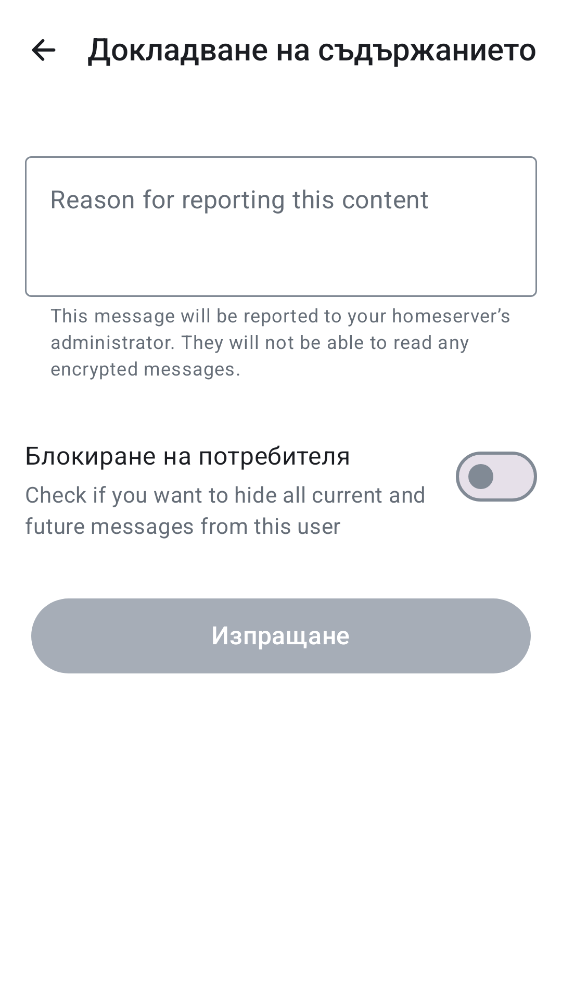 Докладване на съдържанието
Reason for reporting this content
This message will be reported to your homeserver’s
administrator. They will not be able to read any
encrypted messages.
Блокиране на потребителя
Check if you want to hide all current and
future messages from this user
Изпращане